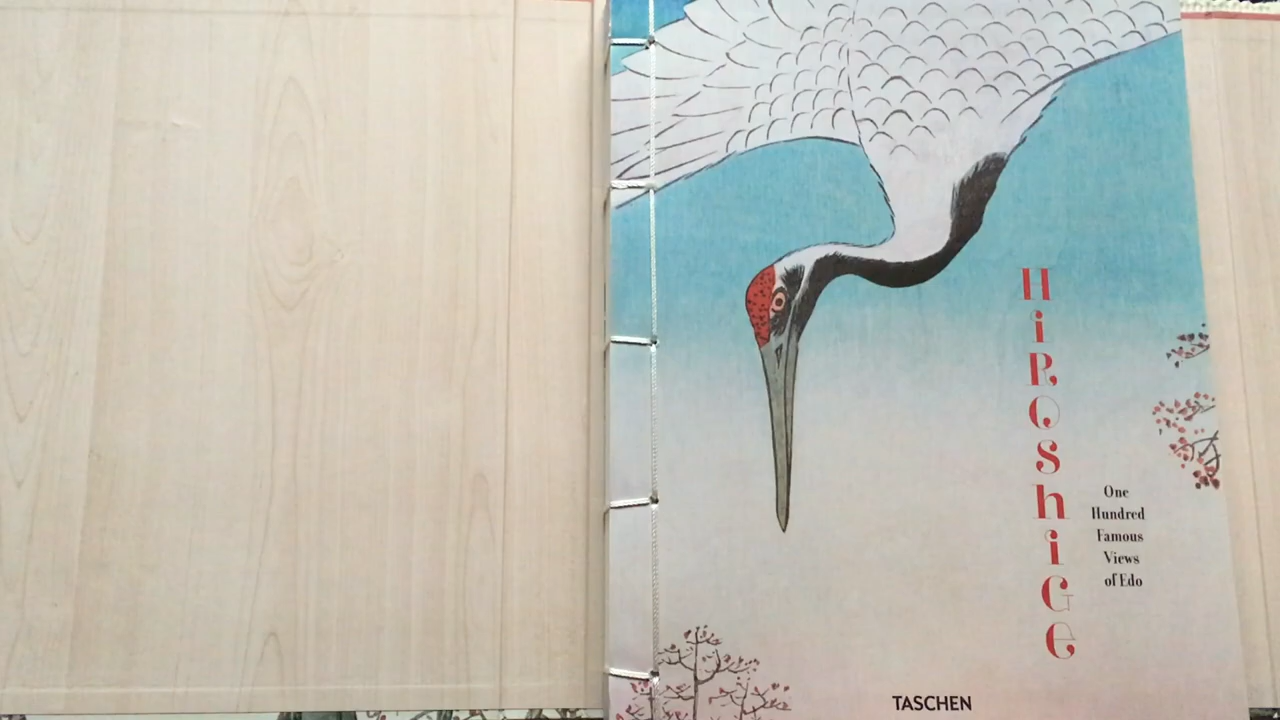 HiROshiGe
One
Hundred
Famous
Views
of Edo
TASCHEN